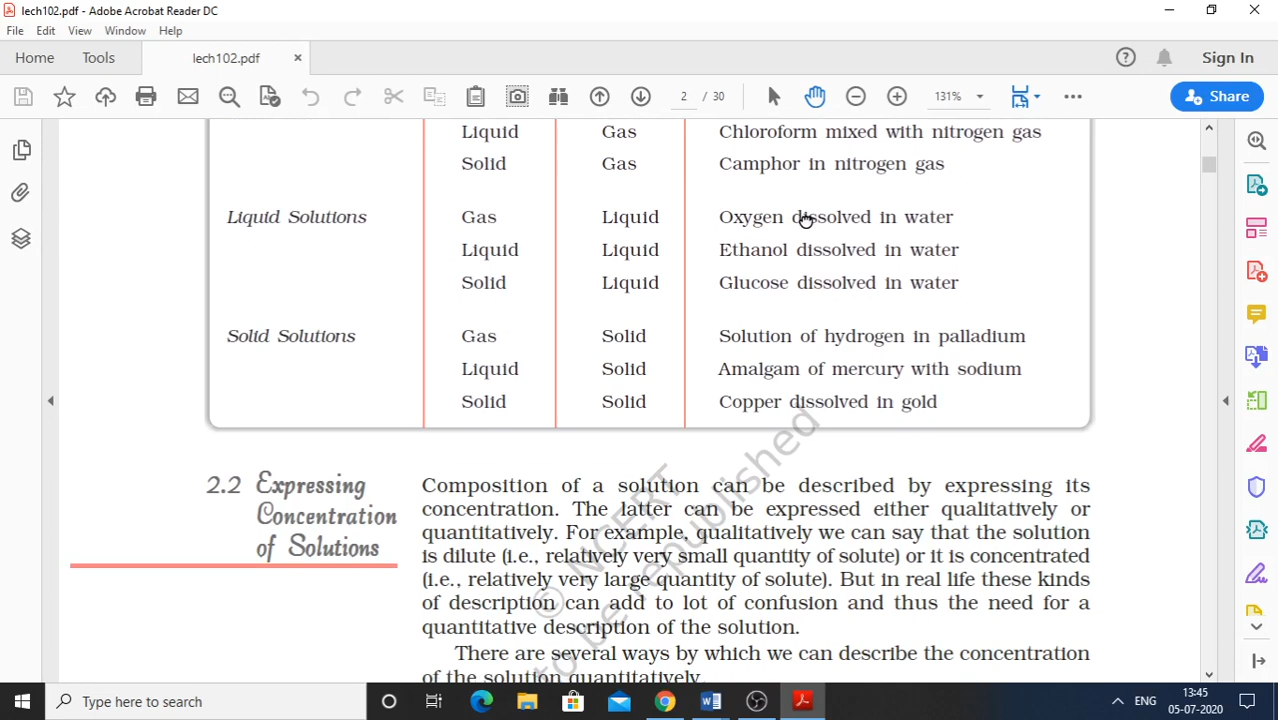 lech102.pdf - Adobe Acrobat Reader DC
File Edit View Window Help
Home Tools lech102.pdf × Sign In
2 / 30 131% Share
Liquid Gas Chloroform mixed with nitrogen gas
Solid Gas Camphor in nitrogen gas
Liquid Solutions Gas Liquid Oxygen dissolved in water
Liquid Liquid Ethanol dissolved in water
Solid Liquid Glucose dissolved in water
Solid Solutions Gas Solid Solution of hydrogen in palladium
Liquid Solid Amalgam of mercury with sodium
Solid Solid Copper dissolved in gold
2.2 Expressing
Concentration
of Solutions
Composition of a solution can be described by expressing its
concentration. The latter can be expressed either qualitatively or
quantitatively. For example, qualitatively we can say that the solution
is dilute (i.e., relatively very small quantity of solute) or it is concentrated
(i.e., relatively very large quantity of solute). But in real life these kinds
of description can add to lot of confusion and thus the need for a
quantitative description of the solution.
There are several ways by which we can describe the concentration
of the solution quantitatively.
© NCERT
to be republished
Type here to search
ENG 13:45
05-07-2020